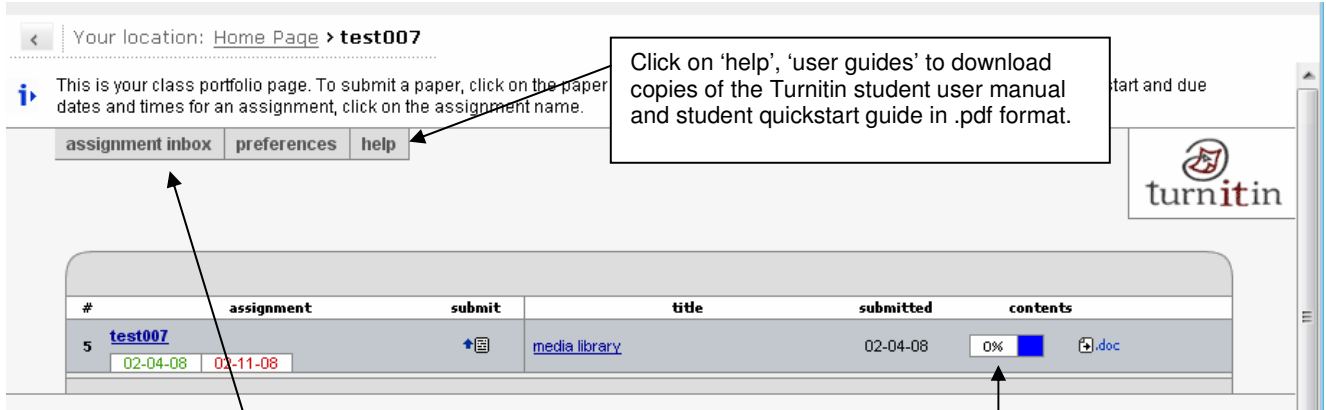 Your location: Home Page › test007
This is your class portfolio page. To submit a paper, click on the paper
start and due
dates and times for an assignment, click on the assignment name.
Click on ‘help’, ‘user guides’ to download
copies of the Turnitin student user manual
and student quickstart guide in .pdf format.
assignment inbox preferences help
turnitin
# assignment submit title submitted contents
5 test007 media library 02-04-08 0% .doc
02-04-08 02-11-08